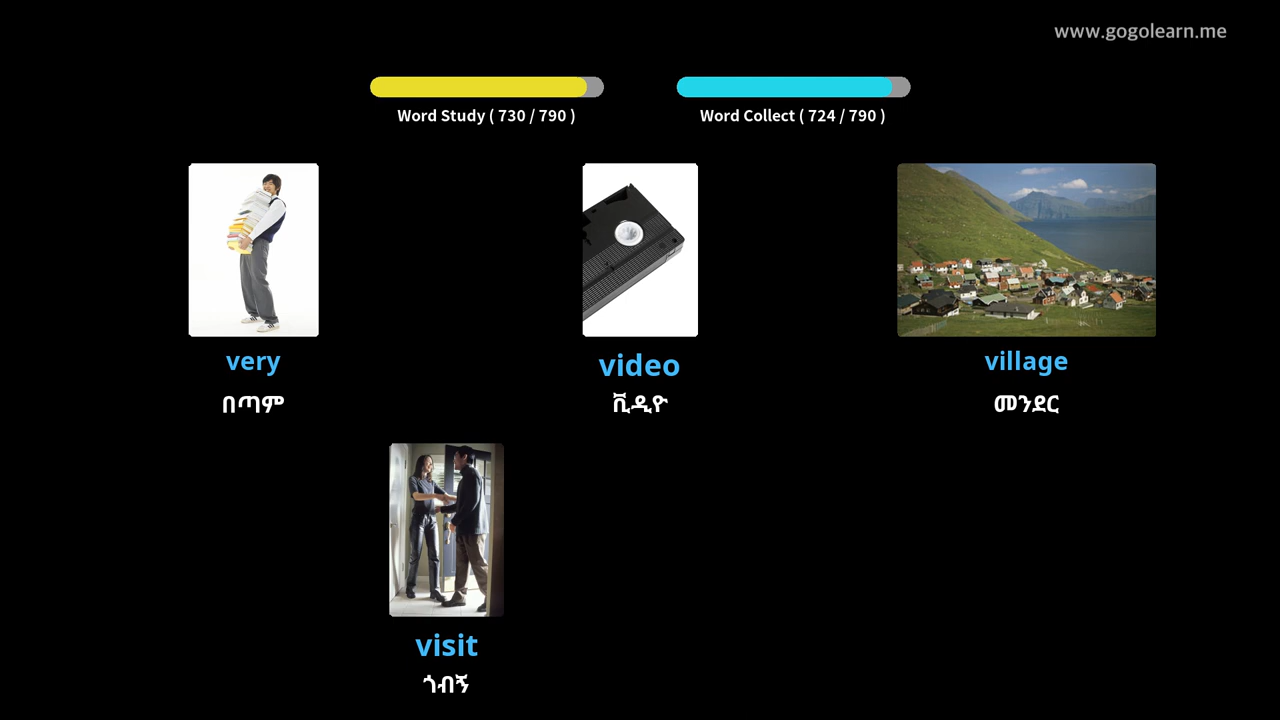 www.gogolearn.me
Word Study ( 730 / 790 )
Word Collect ( 724 / 790 )
very
በጣም
video
ቪዲዮ
village
መንደር
visit
ጎብኝ